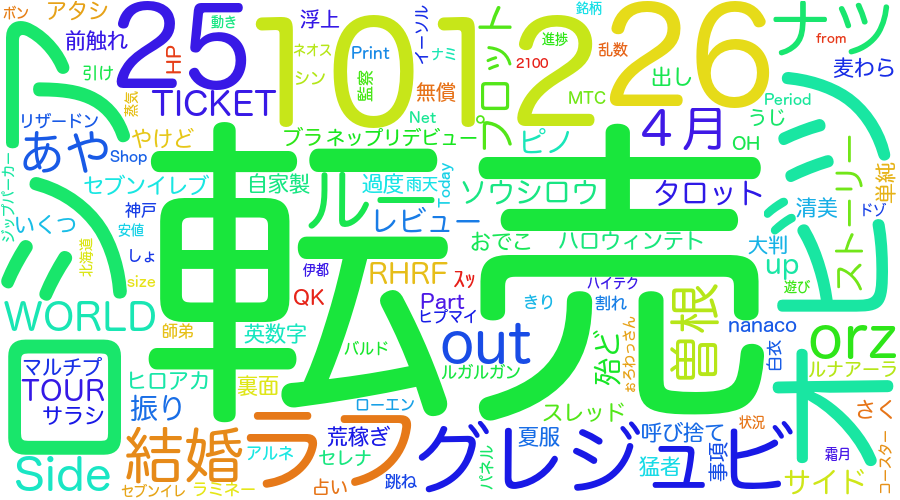 ボン
アタシ
動き
25
1012
26
ナツ
銘柄
浮上
イーソル
ナミ
進捗
乱数
from
前触れ
HP
ネオス
Print
2100
麦わら
引け
シン
監察
無償
プロット
出し
TICKET
蒸気
MTC
Period
うじ
リザードン
やけど
ブラ
ネップリ
デビュー
Net
4月
OH
あや
Shop
ピノ
ストーリー
単純
セブンイレブ
自家製
過度
雨天
Today
ソウシロウ
タロット
ジップパーカー
いくつ
神戸
転売
ルー
レビュー
清美
ドゾ
安値
北海道
しょ
おでこ
ハロウィン
テト
大判
up
size
伊都
RHRF
スッ
ハイテク
遊び
WORLD
QK
Part
ヒプマイ
きり
割れ
曽根
nanaco
師弟
英数字
バルド
out
殆ど
ぉろわっさん
白衣
orz
マルチプ
TOUR
サラシ
ヒロアカ
裏面
ルガルガン
ルナアーラ
振り
ローエン
スレッド
さく
Side
結婚
ラフ
荒稼ぎ
グレジュビ
夏服
呼び捨て
状況
アルネ
セレナ
跳ね
パネル
猛者
事項
霜月
コースター
セブンイレ
ラミネー
占い
サイド